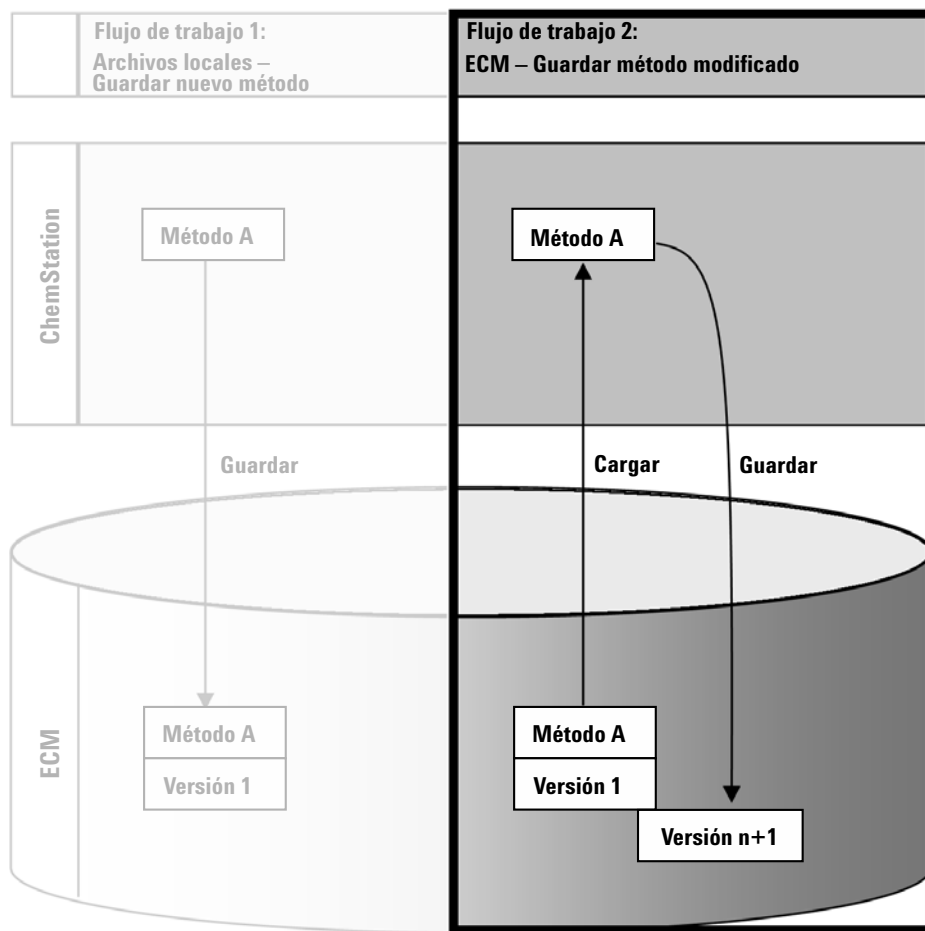 Flujo de trabajo 1:
Archivos locales –
Guardar nuevo método
Flujo de trabajo 2:
ECM – Guardar método modificado
ChemStation
Método A
Método A
Guardar
Cargar
Guardar
ECM
Método A
Versión 1
Método A
Versión 1
Versión n+1